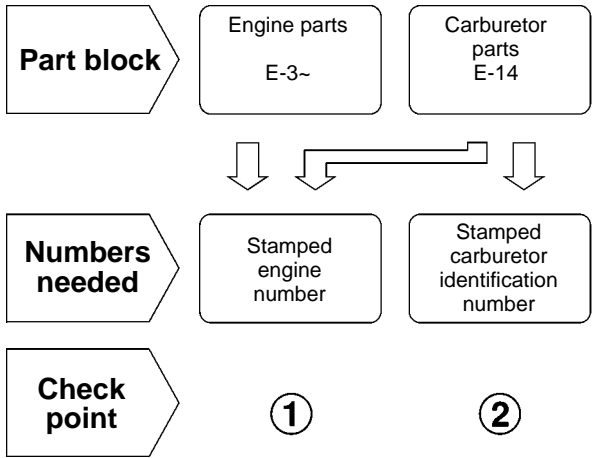 Part block
Engine parts
E-3~
Carburetor
parts
E-14
Numbers
needed
Stamped
engine
number
Stamped
carburetor
identification
number
Check
point
①
②